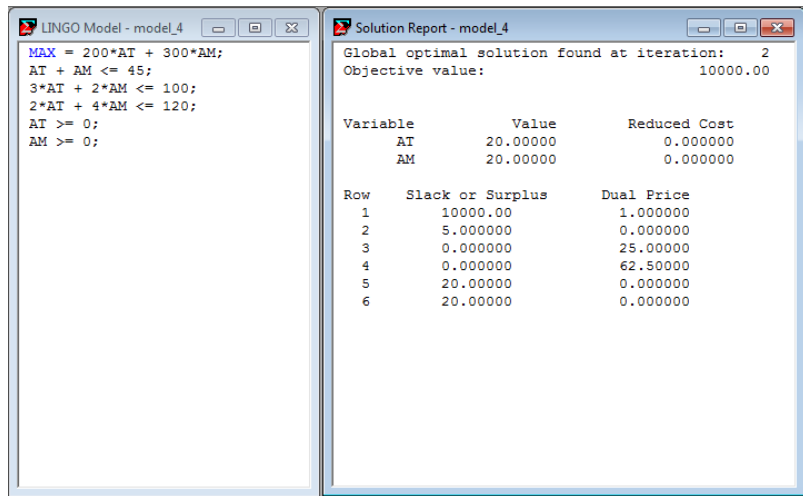 LINGO Model - model_4
MAX = 200*AT + 300*AM;
AT + AM <= 45;
3*AT + 2*AM <= 100;
2*AT + 4*AM <= 120;
AT >= 0;
AM >= 0;
Solution Report - model_4
Global optimal solution found at iteration: 2
Objective value: 10000.00
Variable Value Reduced Cost
AT 20.00000 0.000000
AM 20.00000 0.000000
Row Slack or Surplus Dual Price
1 10000.00 1.000000
2 5.000000 0.000000
3 0.000000 25.00000
4 0.000000 62.50000
5 20.00000 0.000000
6 20.00000 0.000000